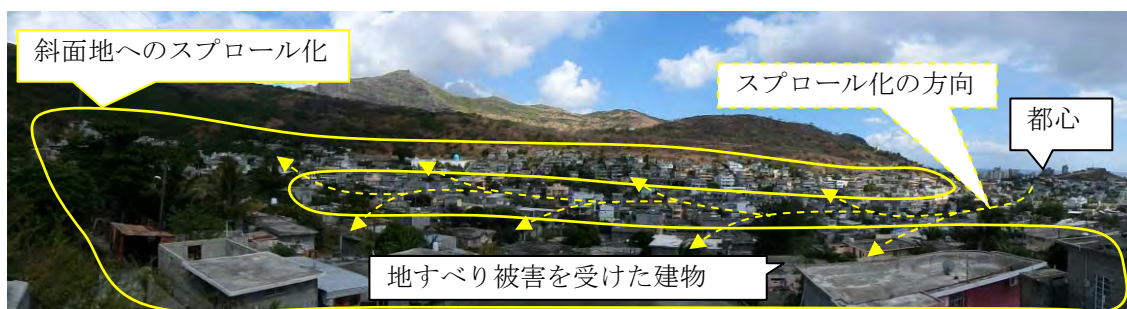 斜面地へのスプロール化
スプロール化の方向
都心
地すべり被害を受けた建物